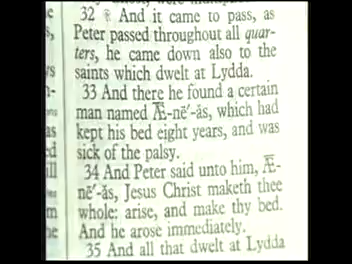 32 ¶ And it came to pass, as
Peter passed throughout all quar-
ters, he came down also to the
saints which dwelt at Lydda.
33 And there he found a certain
man named Æ-nē′-ăs, which had
kept his bed eight years, and was
sick of the palsy.
34 And Peter said unto him, Æ-
nē′-ăs, Jesus Christ maketh thee
whole: arise, and make thy bed.
And he arose immediately.
35 And all that dwelt at Lydda